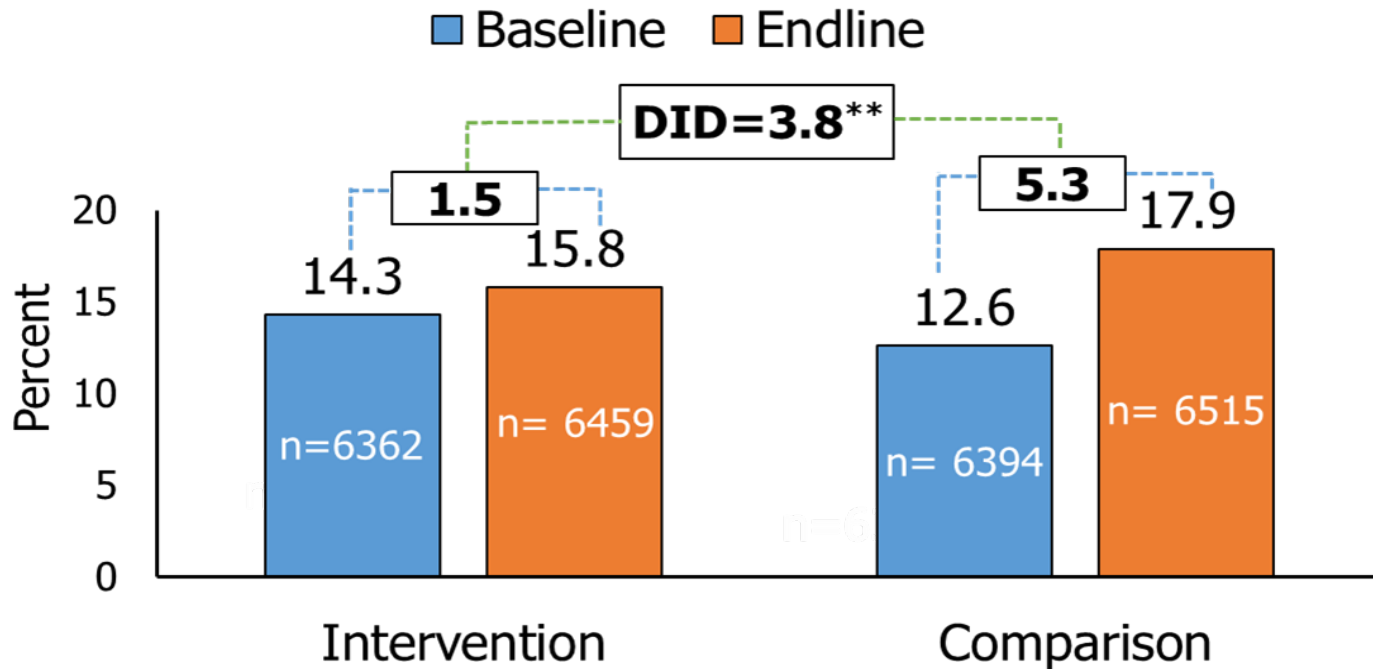 Baseline Endline
DID=3.8**
1.5
5.3
20
15
10
5
0
Percent
14.3
15.8
12.6
17.9
n=6362
n= 6459
n= 6394
n= 6515
Intervention
Comparison